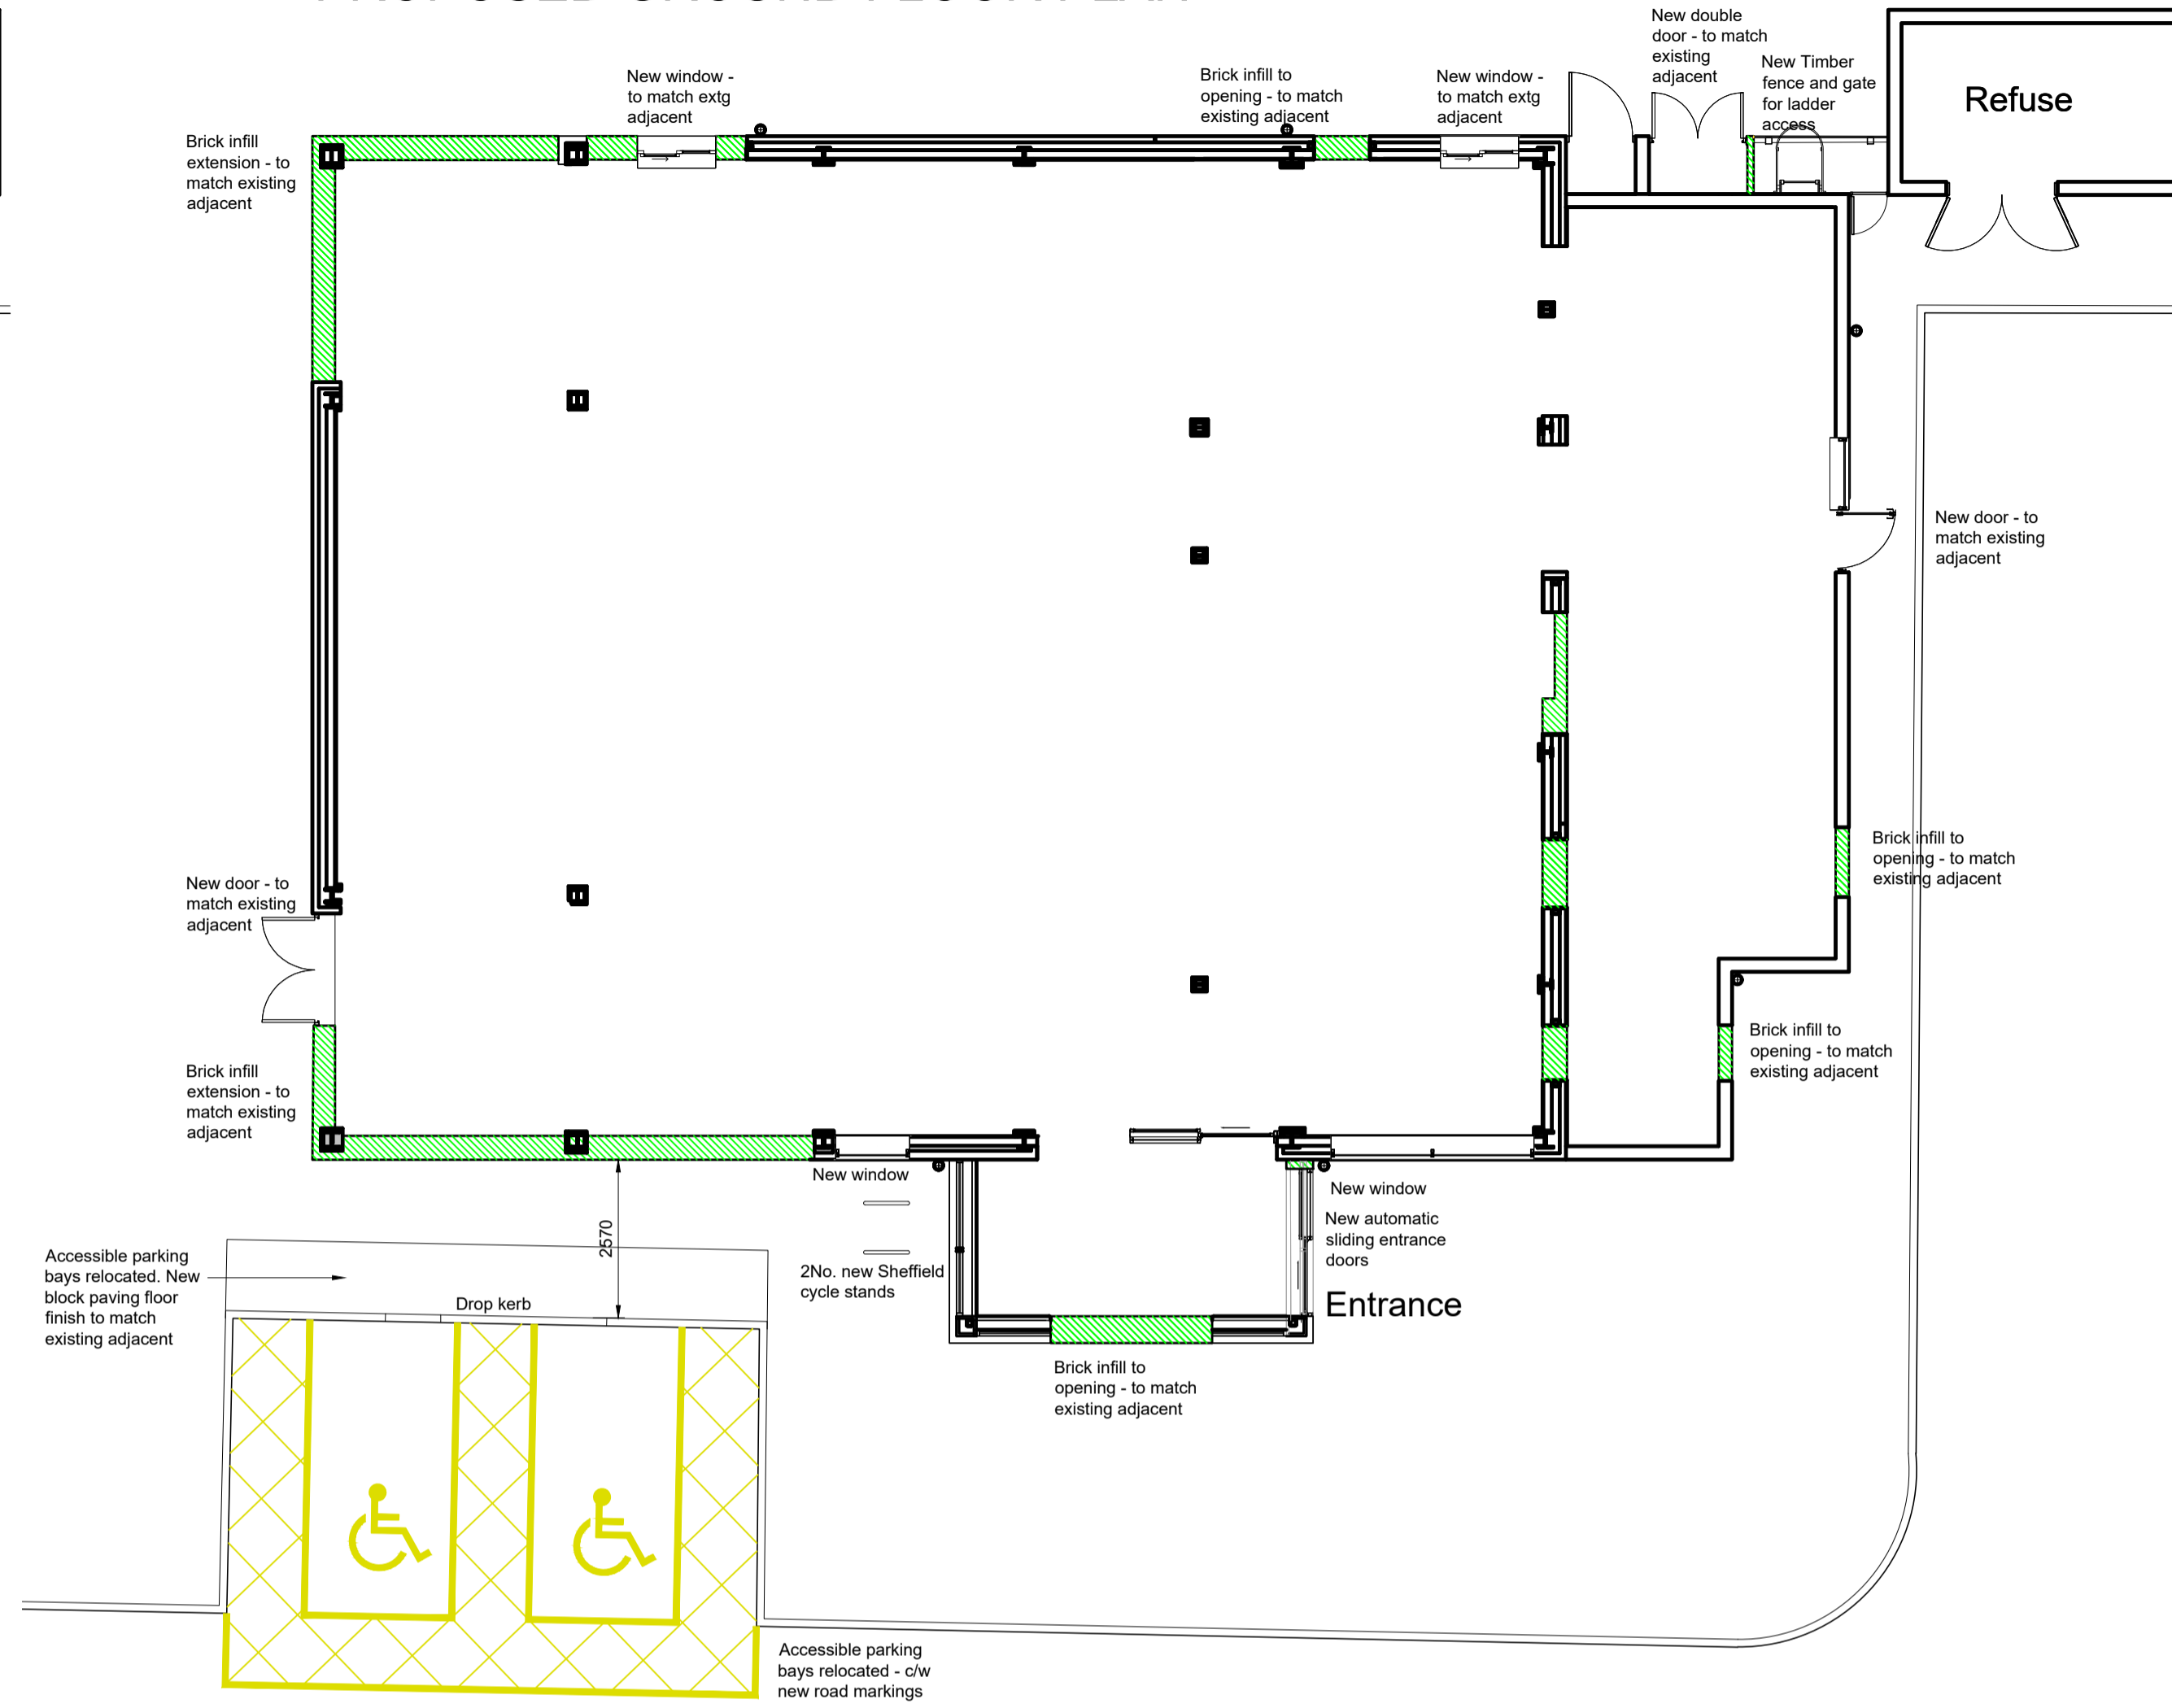 New double
door - to match
existing
adjacent
New Timber
fence and gate
for ladder
access
Refuse
New window -
to match extg
adjacent
Brick infill to
opening - to match
existing adjacent
New window -
to match extg
adjacent
Brick infill
extension - to
match existing
adjacent
New door - to
match existing
adjacent
Brick infill to
opening - to match
existing adjacent
New door - to
match existing
adjacent
Brick infill to
opening - to match
existing adjacent
Brick infill
extension - to
match existing
adjacent
New window
New window
New automatic
sliding entrance
doors
2570
Accessible parking
bays relocated. New
block paving floor
finish to match
existing adjacent
2No. new Sheffield
cycle stands
Drop kerb
Entrance
Brick infill to
opening - to match
existing adjacent
Accessible parking
bays relocated - c/w
new road markings